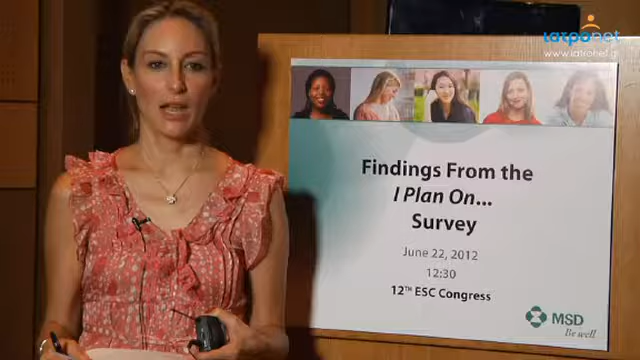 ιατροnet
www.iatronet.gr
Findings From the
I Plan On...
Survey
June 22, 2012
12:30
12TH ESC Congress
MSD
Be well